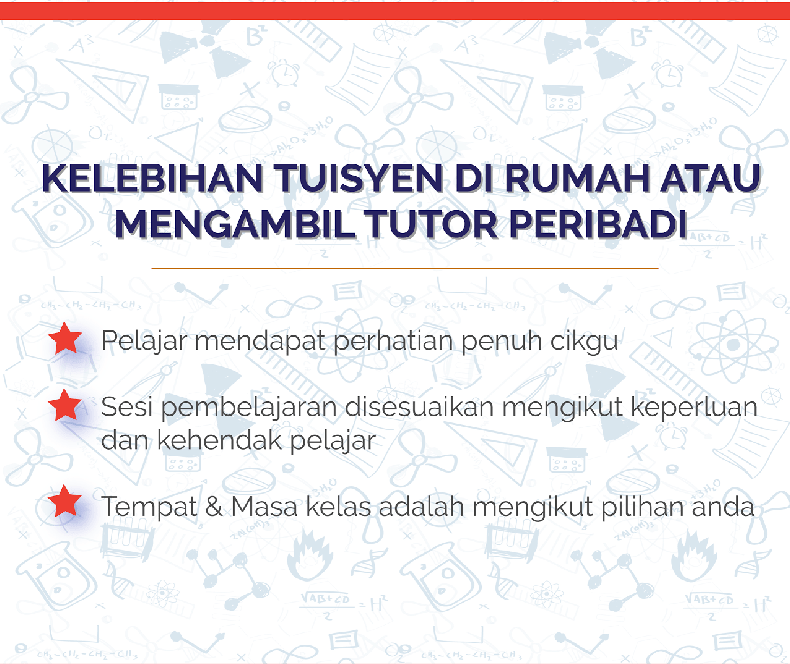 KELEBIHAN TUISYEN DI RUMAH ATAU
MENGAMBIL TUTOR PERIBADI
Pelajar mendapat perhatian penuh cikgu
Sesi pembelajaran disesuaikan mengikut keperluan
dan kehendak pelajar
Tempat & Masa kelas adalah mengikut pilihan anda